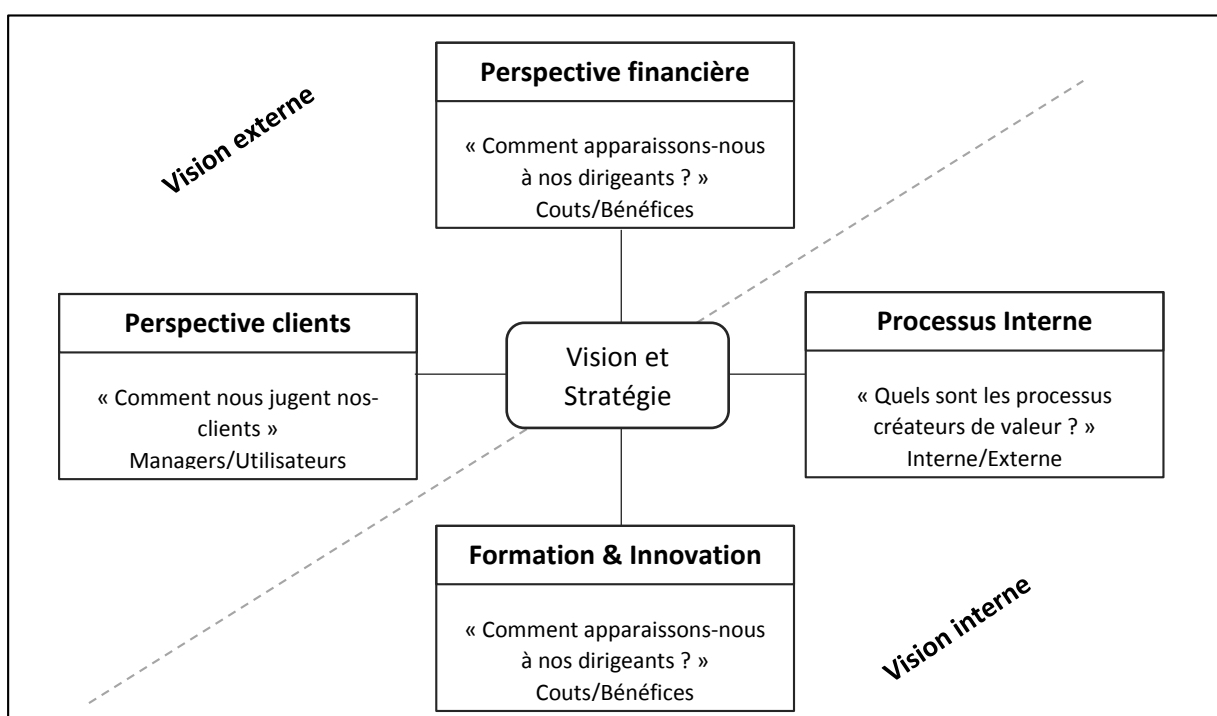 Perspective financière
« Comment apparaissons-nous
à nos dirigeants ? »
Couts/Bénéfices
Vision externe
Perspective clients
« Comment nous jugent nos-
clients »
Managers/Utilisateurs
Vision et
Stratégie
Processus Interne
« Quels sont les processus
créateurs de valeur ? »
Interne/Externe
Formation & Innovation
« Comment apparaissons-nous
à nos dirigeants ? »
Couts/Bénéfices
Vision interne